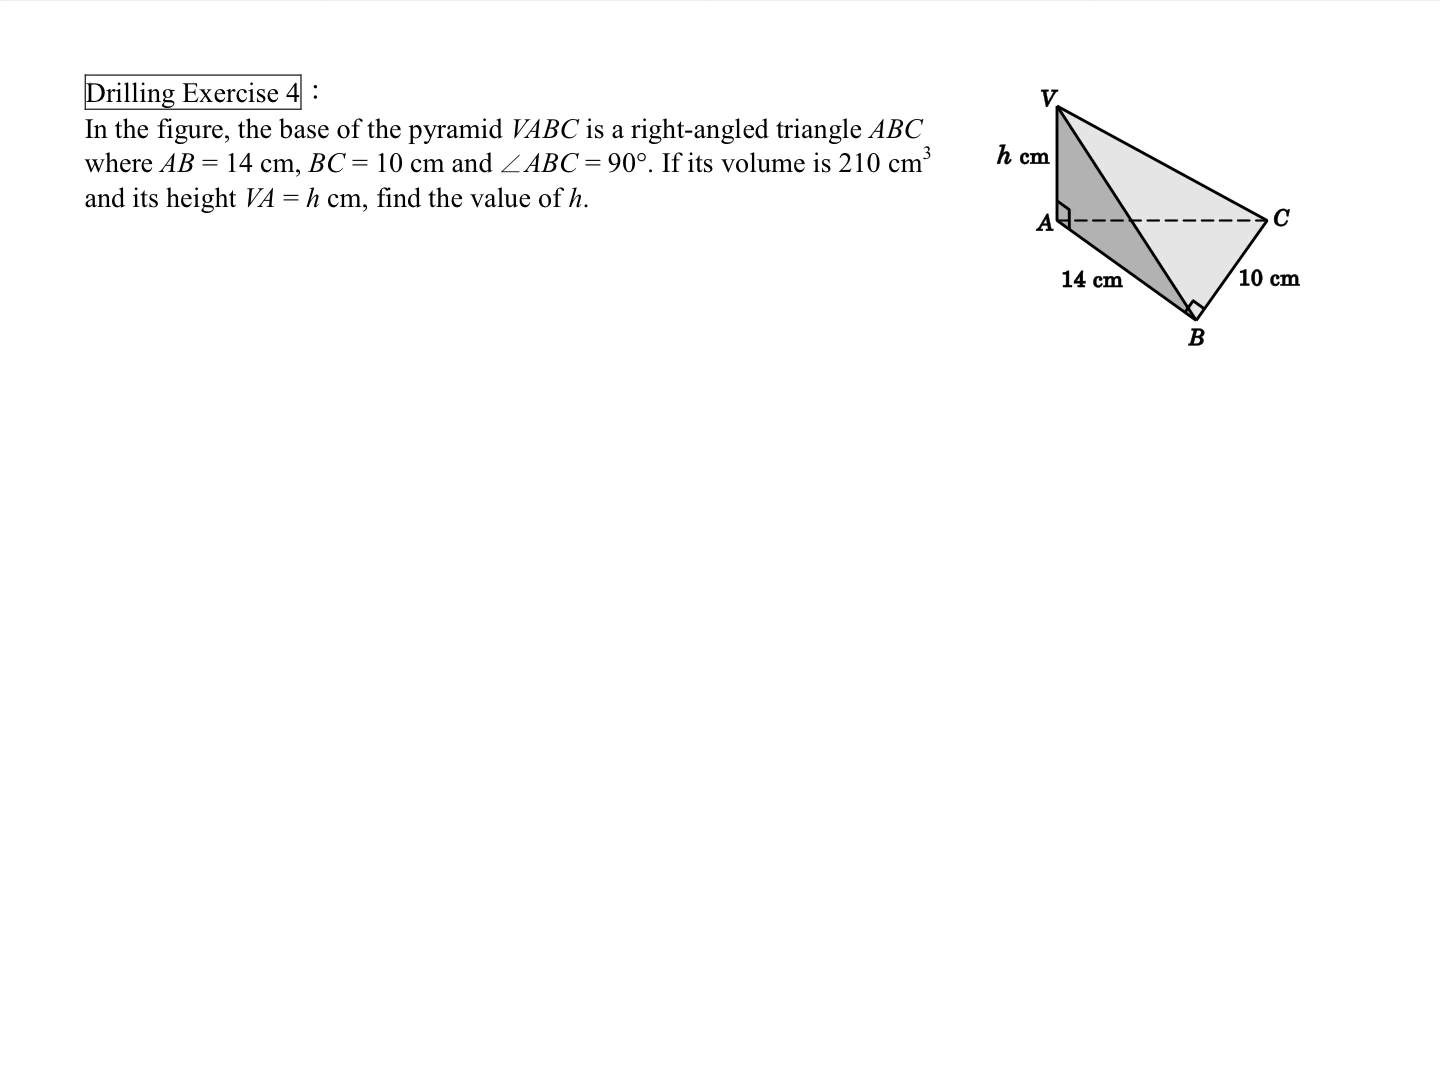 Drilling Exercise 4 :
In the figure, the base of the pyramid VABC is a right-angled triangle ABC
where AB = 14 cm, BC = 10 cm and ∠ABC = 90°. If its volume is 210 cm³
and its height VA = h cm, find the value of h.
V
h cm
A
C
14 cm
10 cm
B